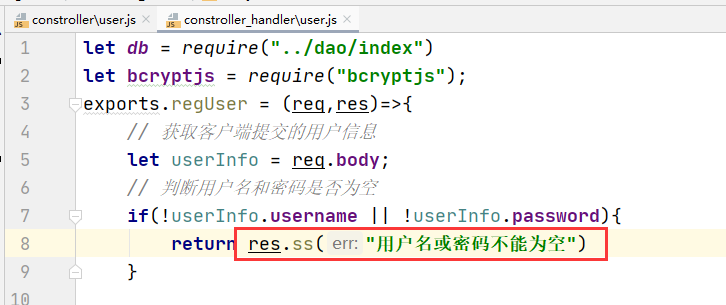 constroller\user.js constroller_handler\user.js
1 let db = require("../dao/index")
2 let bcryptjs = require("bcryptjs");
3 exports.regUser = (req,res)=>{
4 // 获取客户端提交的用户信息
5 let userInfo = req.body;
6 // 判断用户名和密码是否为空
7 if(!userInfo.username || !userInfo.password){
8 return res.ss( err: "用户名或密码不能为空")
9 }